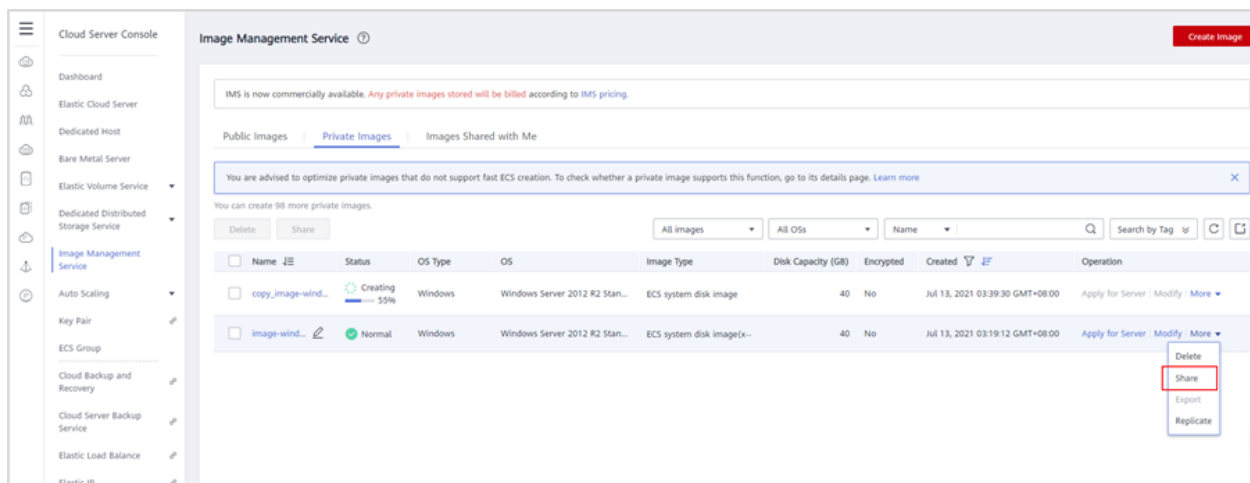 Cloud Server Console
Dashboard
Elastic Cloud Server
Dedicated Host
Bare Metal Server
Elastic Volume Service
Dedicated Distributed
Storage Service
Image Management
Service
Auto Scaling
Key Pair
ECS Group
Cloud Backup and
Recovery
Cloud Server Backup
Service
Elastic Load Balance
Elastic IP
Image Management Service
Create Image
IMS is now commercially available. Any private images stored will be billed according to IMS pricing.
Public Images Private Images Images Shared with Me
You are advised to optimize private images that do not support fast ECS creation. To check whether a private image supports this function, go to its details page. Learn more
You can create 98 more private images.
Delete Share All images All OSs Name Search by Tag
Name Status OS Type OS Image Type Disk Capacity (GB) Encrypted Created Operation
copy_image-wind... Creating 55% Windows Windows Server 2012 R2 Stan... ECS system disk image 40 No Jul 13, 2021 03:39:30 GMT+08:00 Apply for Server Modify More
image-wind... Normal Windows Windows Server 2012 R2 Stan... ECS system disk image(x... 40 No Jul 13, 2021 03:19:12 GMT+08:00 Apply for Server Modify More
Delete
Share
Export
Replicate